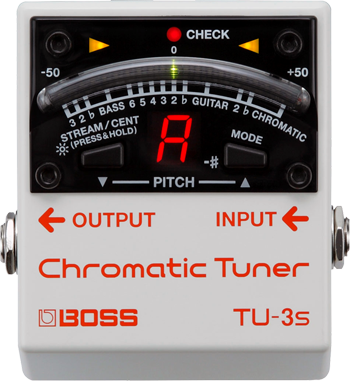 CHECK
0
-50 +50
3 2 ♭ BASS 6 5 4 3 2 ♭ GUITAR 2 ♭ CHROMATIC
STREAM/CENT
(PRESS&HOLD)
MODE
A
-#
▼ PITCH ▲
← OUTPUT INPUT ←
Chromatic Tuner
BOSS TU-3s